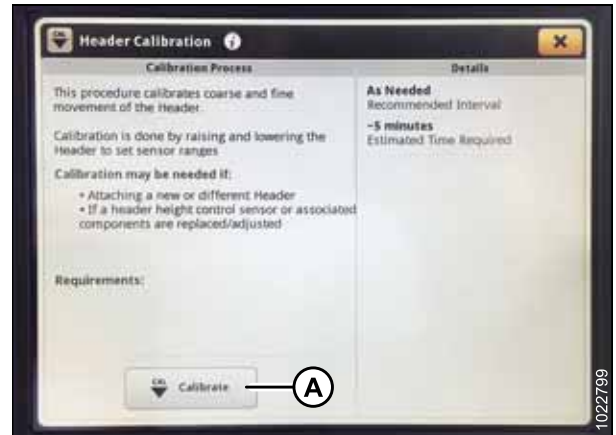 Header Calibration i
Calibration Process
This procedure calibrates coarse and fine
movement of the Header.
Calibration is done by raising and lowering the
Header to set sensor ranges
Calibration may be needed if:
• Attaching a new or different Header
• If a header height control sensor or associated
components are replaced/adjusted
Requirements:
CAL Calibrate
A
Details
As Needed
Recommended Interval
~5 minutes
Estimated Time Required
1022799